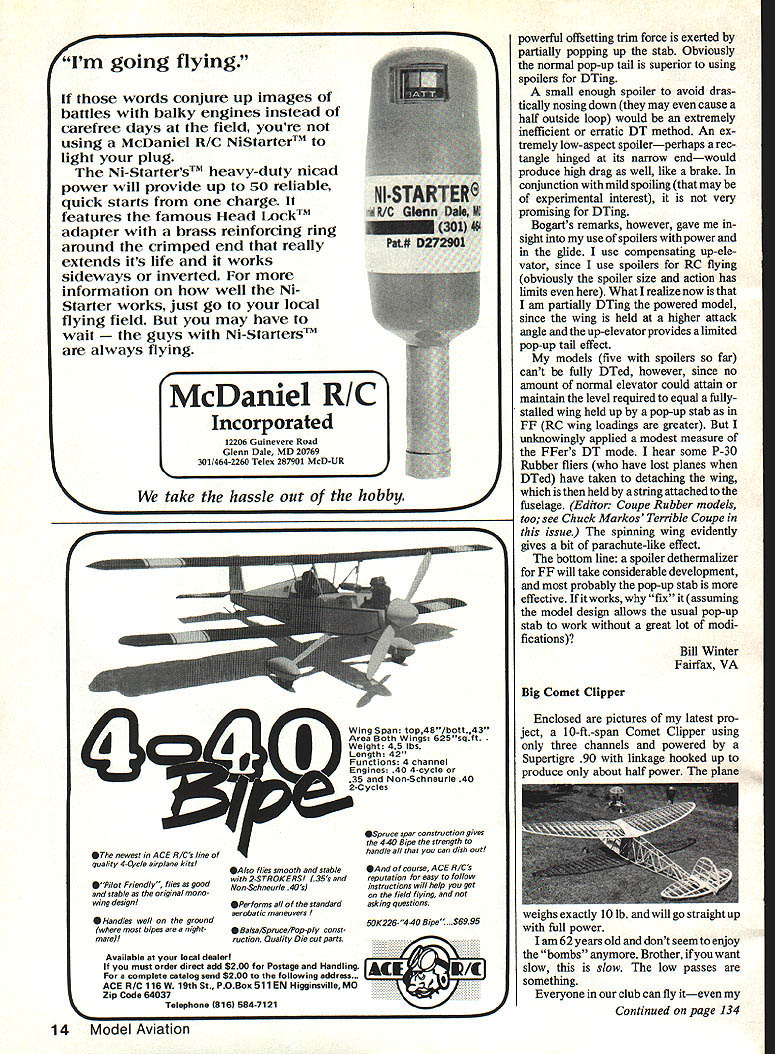 "I'm going flying."
If those words conjure up images of
battles with balky engines instead of
carefree days at the field, you're not
using a McDaniel R/C NiStarter™ to
light your plug.
The Ni-Starter's™ heavy-duty nicad
power will provide up to 50 reliable,
quick starts from one charge. It
features the famous Head Lock™
adapter with a brass reinforcing ring
around the crimped end that really
extends it's life and it works
sideways or inverted. For more
information on how well the Ni-
Starter works, just go to your local
flying field. But you may have to
wait — the guys with Ni-Starters™
are always flying.
BATT.
NI-STARTER®
R/C Glenn Dale, M
(301) 46
Pat.# D272901
McDaniel R/C
Incorporated
12206 Guinevere Road
Glenn Dale, MD 20769
301/464-2260 Telex 287901 McD-UR
We take the hassle out of the hobby.
4-40
Bipe
Wing Span: top,48"/bott.,43"
Area Both Wings: 625"sq.ft. .
Weight: 4.5 lbs.
Length: 42"
Functions: 4 channel
Engines: .40 4-cycle or
.35 and Non-Schneurle .40
2-Cycles
●The newest in ACE R/C's line of
quality 4-Cycle airplane kits!
●"Pilot Friendly", flies as good
and stable as the original mono-
wing design!
●Handles well on the ground
(where most bipes are a night-
mare)!
●Also flies smooth and stable
with 2-STROKERS! (.35's and
Non-Schneurle .40's)
●Performs all of the standard
aerobatic maneuvers !
●Balsa/Spruce/Pop-ply const-
ruction. Quality Die cut parts.
●Spruce spar construction gives
the 4-40 Bipe the strength to
handle all that you can dish out!
●And of course, ACE R/C's
reputation for easy to follow
instructions will help you get
on the field flying, and not
asking questions.
50K226-"4-40 Bipe"....$69.95
Available at your local dealer!
If you must order direct add $2.00 for Postage and Handling.
For a complete catalog send $2.00 to the following address...
ACE R/C 116 W. 19th St., P.O.Box 511EN Higginsville, MO
Zip Code 64037
Telephone (816) 584-7121
ACE R/C
powerful offsetting trim force is exerted by
partially popping up the stab. Obviously
the normal pop-up tail is superior to using
spoilers for DTing.
A small enough spoiler to avoid dras-
tically nosing down (they may even cause a
half outside loop) would be an extremely
inefficient or erratic DT method. An ex-
tremely low-aspect spoiler—perhaps a rec-
tangle hinged at its narrow end—would
produce high drag as well, like a brake. In
conjunction with mild spoiling (that may be
of experimental interest), it is not very
promising for DTing.
Bogart's remarks, however, gave me in-
sight into my use of spoilers with power and
in the glide. I use compensating up-ele-
vator, since I use spoilers for RC flying
(obviously the spoiler size and action has
limits even here). What I realize now is that
I am partially DTing the powered model,
since the wing is held at a higher attack
angle and the up-elevator provides a limited
pop-up tail effect.
My models (five with spoilers so far)
can't be fully DTed, however, since no
amount of normal elevator could attain or
maintain the level required to equal a fully-
stalled wing held up by a pop-up stab as in
FF (RC wing loadings are greater). But I
unknowingly applied a modest measure of
the FFer's DT mode. I hear some P-30
Rubber fliers (who have lost planes when
DTed) have taken to detaching the wing,
which is then held by a string attached to the
fuselage. (Editor: Coupe Rubber models,
too; see Chuck Markos' Terrible Coupe in
this issue.) The spinning wing evidently
gives a bit of parachute-like effect.
The bottom line: a spoiler dethermalizer
for FF will take considerable development,
and most probably the pop-up stab is more
effective. If it works, why "fix" it (assuming
the model design allows the usual pop-up
stab to work without a great lot of modi-
fications)?
Bill Winter
Fairfax, VA
Big Comet Clipper
Enclosed are pictures of my latest pro-
ject, a 10-ft.-span Comet Clipper using
only three channels and powered by a
Supertigre .90 with linkage hooked up to
produce only about half power. The plane
weighs exactly 10 lb. and will go straight up
with full power.
I am 62 years old and don't seem to enjoy
the "bombs" anymore. Brother, if you want
slow, this is slow. The low passes are
something.
Everyone in our club can fly it—even my
Continued on page 134
14 Model Aviation